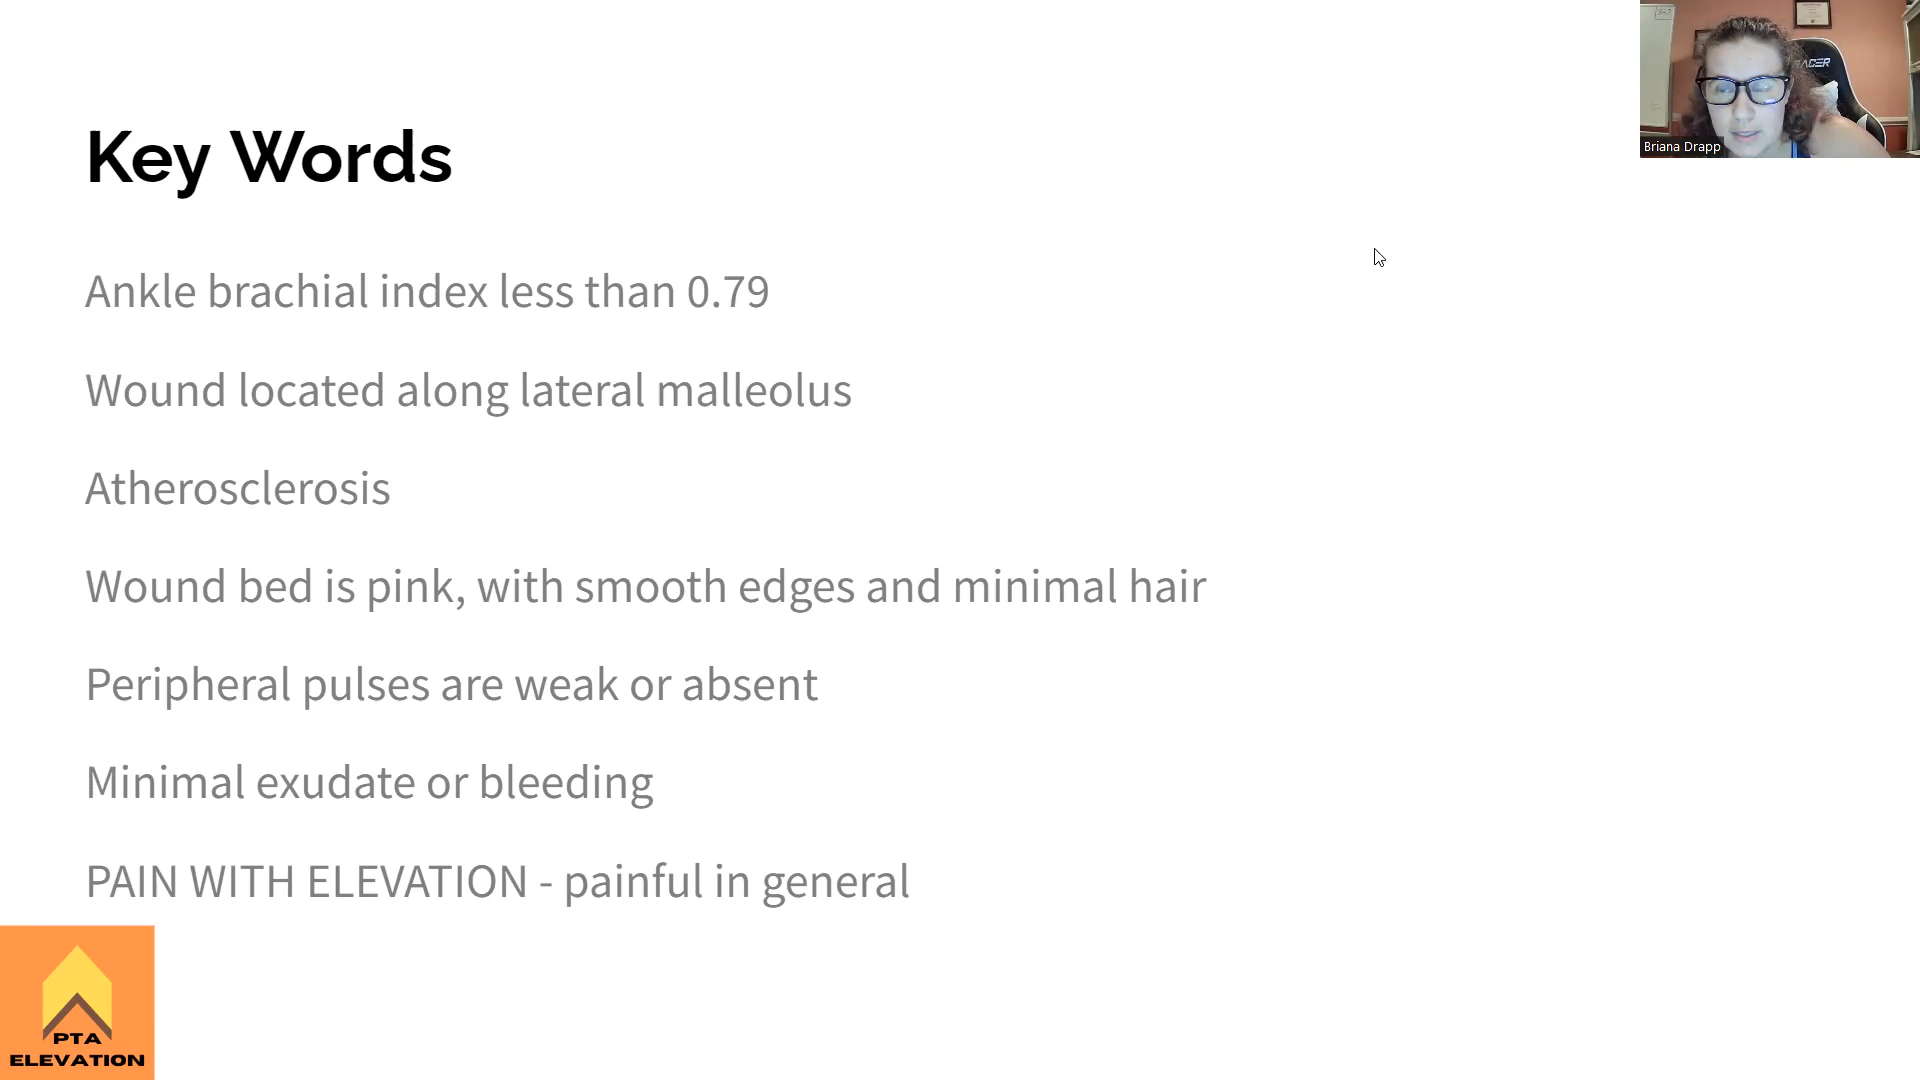 Key Words
Ankle brachial index less than 0.79
Wound located along lateral malleolus
Atherosclerosis
Wound bed is pink, with smooth edges and minimal hair
Peripheral pulses are weak or absent
Minimal exudate or bleeding
PAIN WITH ELEVATION - painful in general
Briana Drapp
PTA
ELEVATION